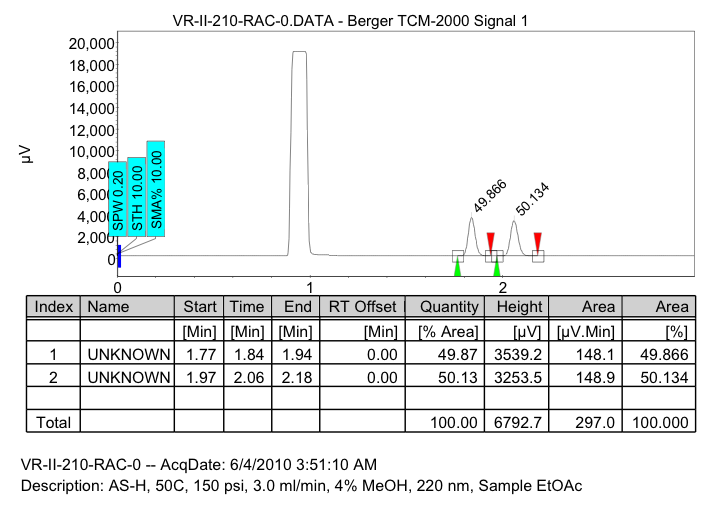 VR-II-210-RAC-0.DATA - Berger TCM-2000 Signal 1
µV
20,000
18,000
16,000
14,000
12,000
10,000
8,000
6,000
4,000
2,000
0
SPW 0.20
STH 10.00
SMA% 10.00
49.866
50.134
0 1 2
Index Name Start Time End RT Offset Quantity Height Area Area
[Min] [Min] [Min] [Min] [% Area] [µV] [µV.Min] [%]
1 UNKNOWN 1.77 1.84 1.94 0.00 49.87 3539.2 148.1 49.866
2 UNKNOWN 1.97 2.06 2.18 0.00 50.13 3253.5 148.9 50.134
Total 100.00 6792.7 297.0 100.000
VR-II-210-RAC-0 -- AcqDate: 6/4/2010 3:51:10 AM
Description: AS-H, 50C, 150 psi, 3.0 ml/min, 4% MeOH, 220 nm, Sample EtOAc